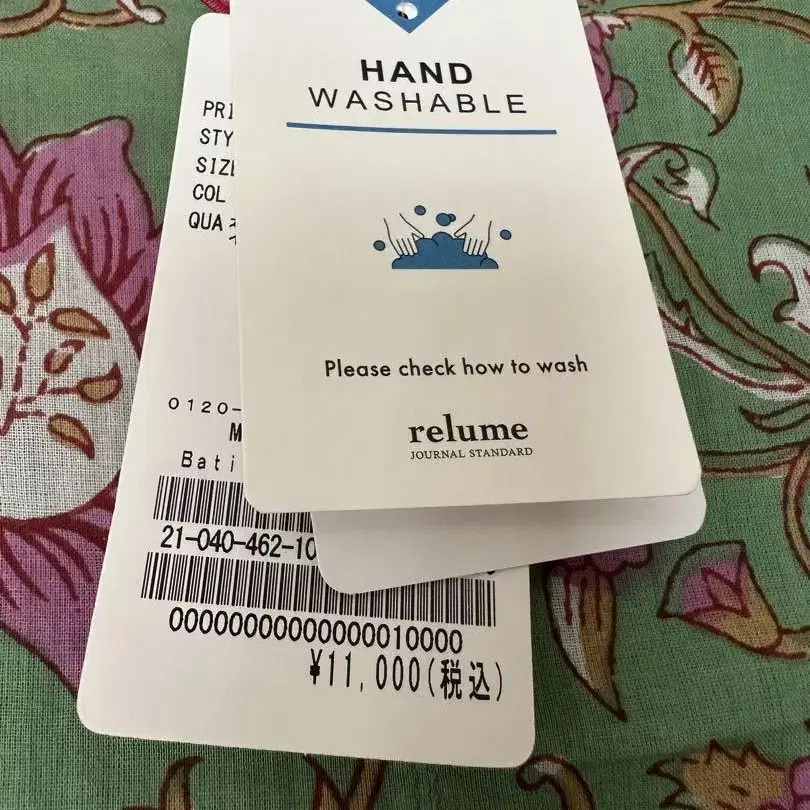 HAND
WASHABLE
Please check how to wash
relume
JOURNAL STANDARD
PRI
STY
SIZE
COL
QUA
0120-
M
Bati
21-040-462-10
00000000000000010000
¥11,000(税込)